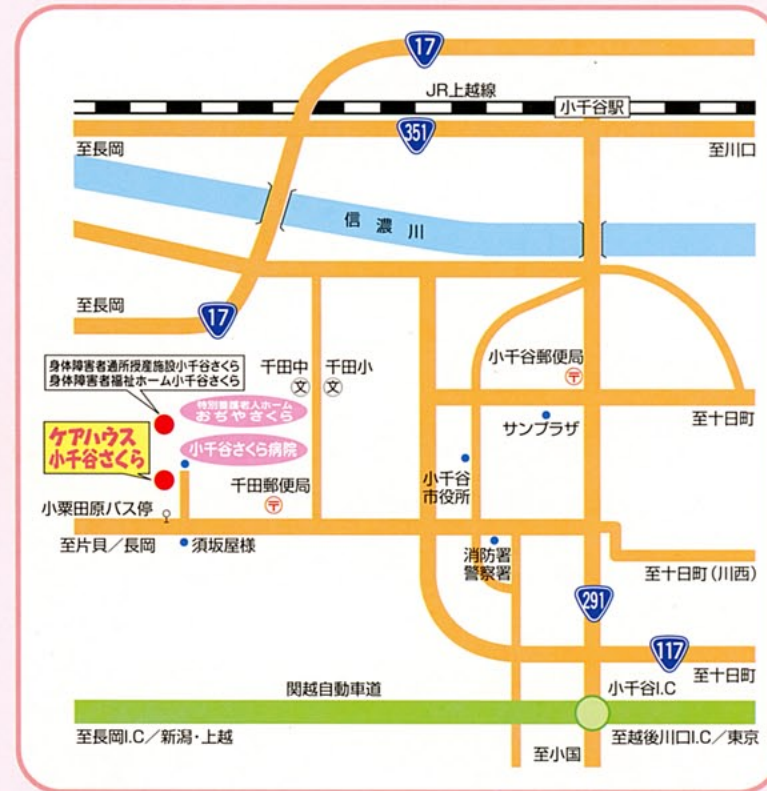 17
JR上越線
小千谷駅
351
至長岡
至川口
信濃川
至長岡
17
身体障害者通所授産施設小千谷さくら
身体障害者福祉ホーム小千谷さくら
千田中
文
千田小
文
小千谷郵便局
〒
特別養護老人ホーム
おぢやさくら
ケアハウス
小千谷さくら
小千谷さくら病院
サンプラザ
至十日町
小千谷
市役所
千田郵便局
〒
小粟田原バス停
至片貝/長岡
須坂屋様
消防署
警察署
至十日町(川西)
291
117
至十日町
関越自動車道
小千谷I.C
至長岡I.C/新潟・上越
至小国
至越後川口I.C/東京